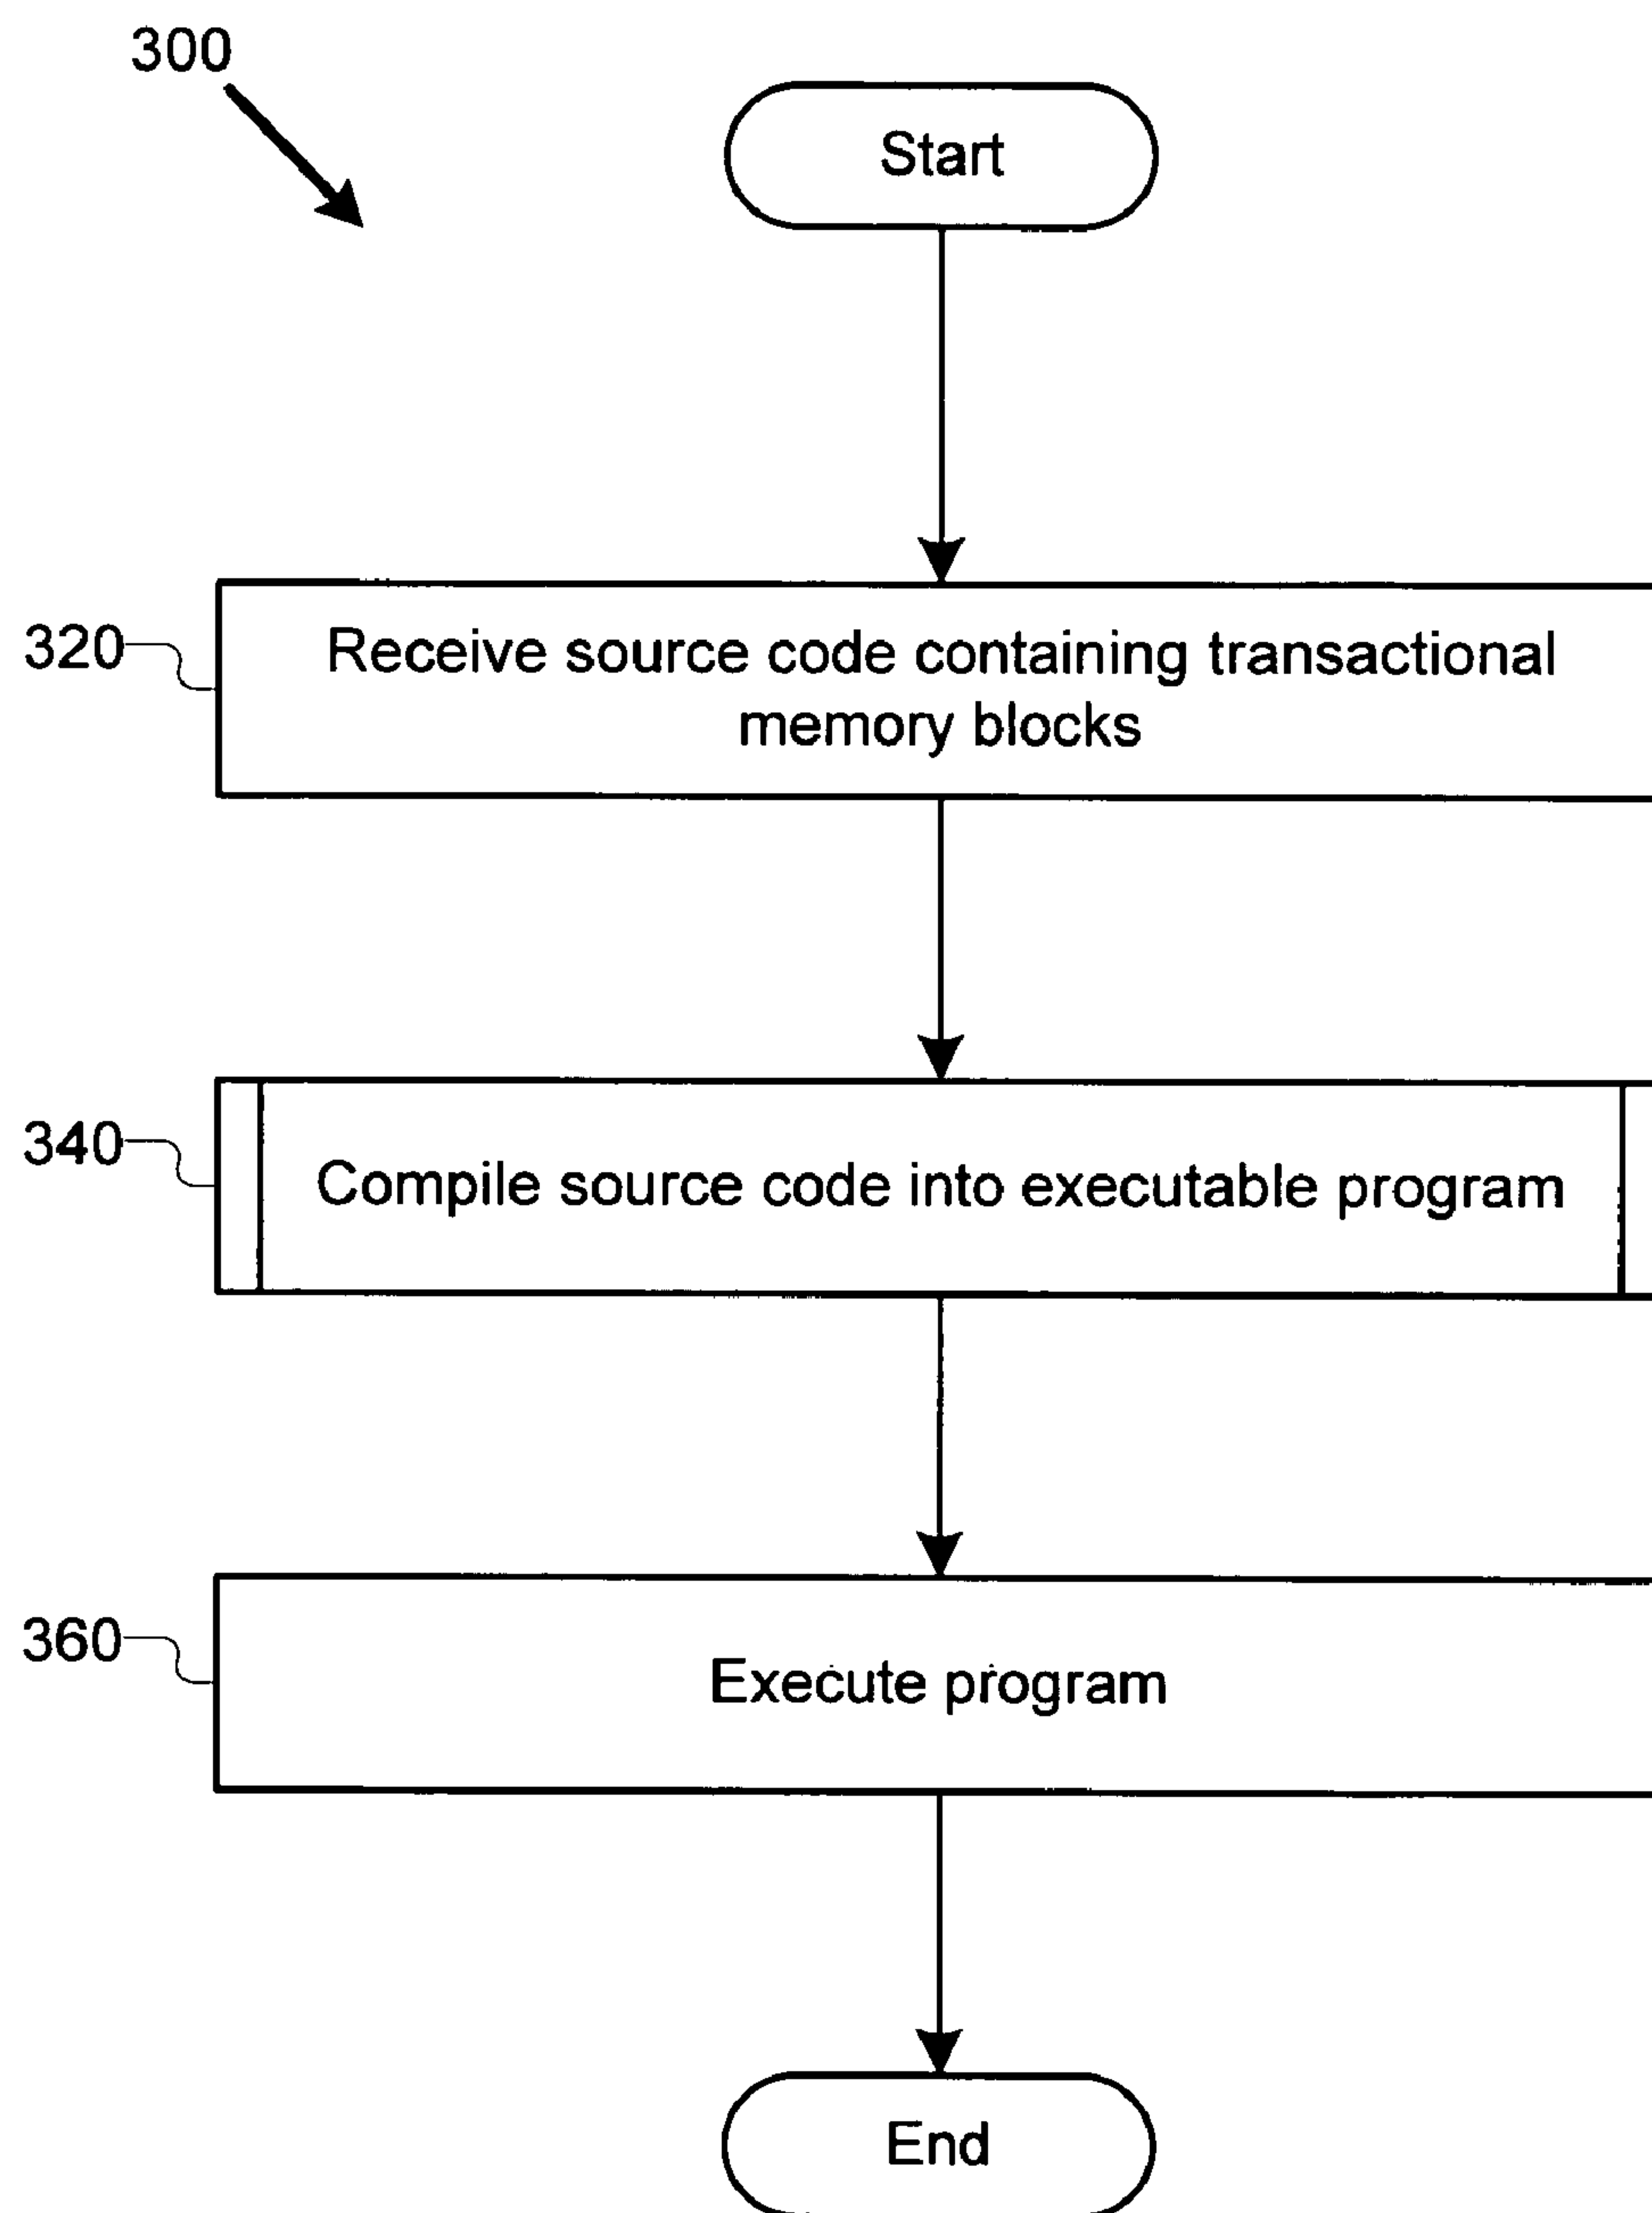 300
Start
320
Receive source code containing transactional
memory blocks
340
Compile source code into executable program
360
Execute program
End